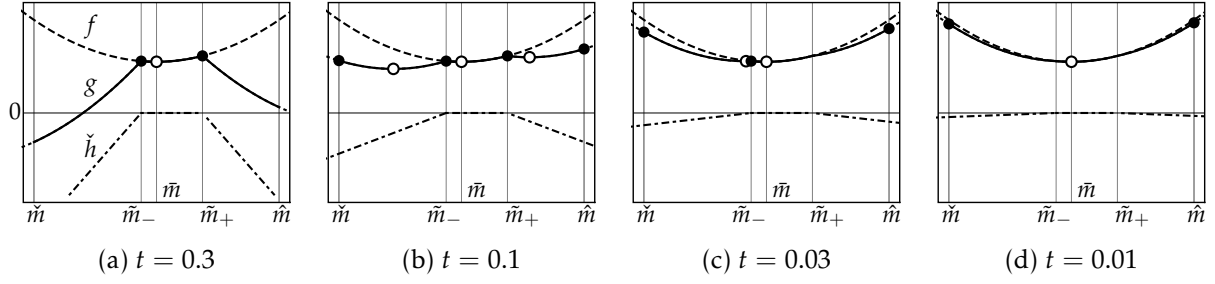 f
g
0
ȟ
m̄ m̄ m̄ m̄
m̌ m̃₋ m̃₊ m̂ m̌ m̃₋ m̃₊ m̂ m̌ m̃₋ m̃₊ m̂ m̌ m̃₋ m̃₊ m̂
(a) t = 0.3 (b) t = 0.1 (c) t = 0.03 (d) t = 0.01